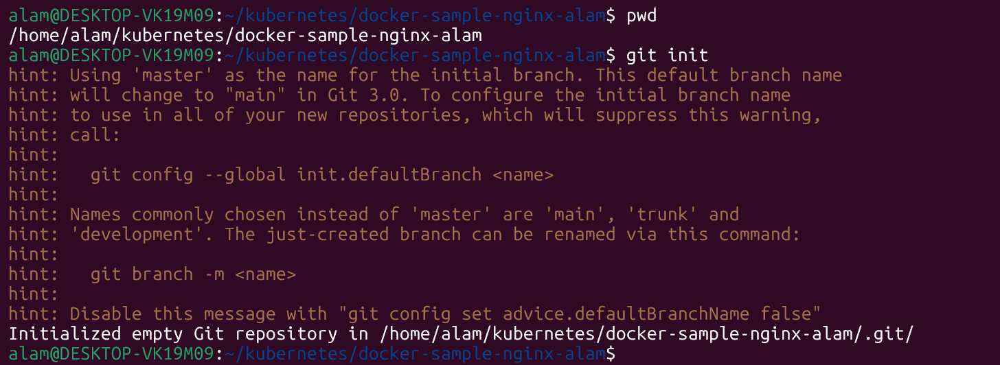 alam@DESKTOP-VK19M09:~/kubernetes/docker-sample-nginx-alam$ pwd
/home/alam/kubernetes/docker-sample-nginx-alam
alam@DESKTOP-VK19M09:~/kubernetes/docker-sample-nginx-alam$ git init
hint: Using 'master' as the name for the initial branch. This default branch name
hint: will change to "main" in Git 3.0. To configure the initial branch name
hint: to use in all of your new repositories, which will suppress this warning,
hint: call:
hint:
hint:   git config --global init.defaultBranch <name>
hint:
hint: Names commonly chosen instead of 'master' are 'main', 'trunk' and
hint: 'development'. The just-created branch can be renamed via this command:
hint:
hint:   git branch -m <name>
hint:
hint: Disable this message with "git config set advice.defaultBranchName false"
Initialized empty Git repository in /home/alam/kubernetes/docker-sample-nginx-alam/.git/
alam@DESKTOP-VK19M09:~/kubernetes/docker-sample-nginx-alam$